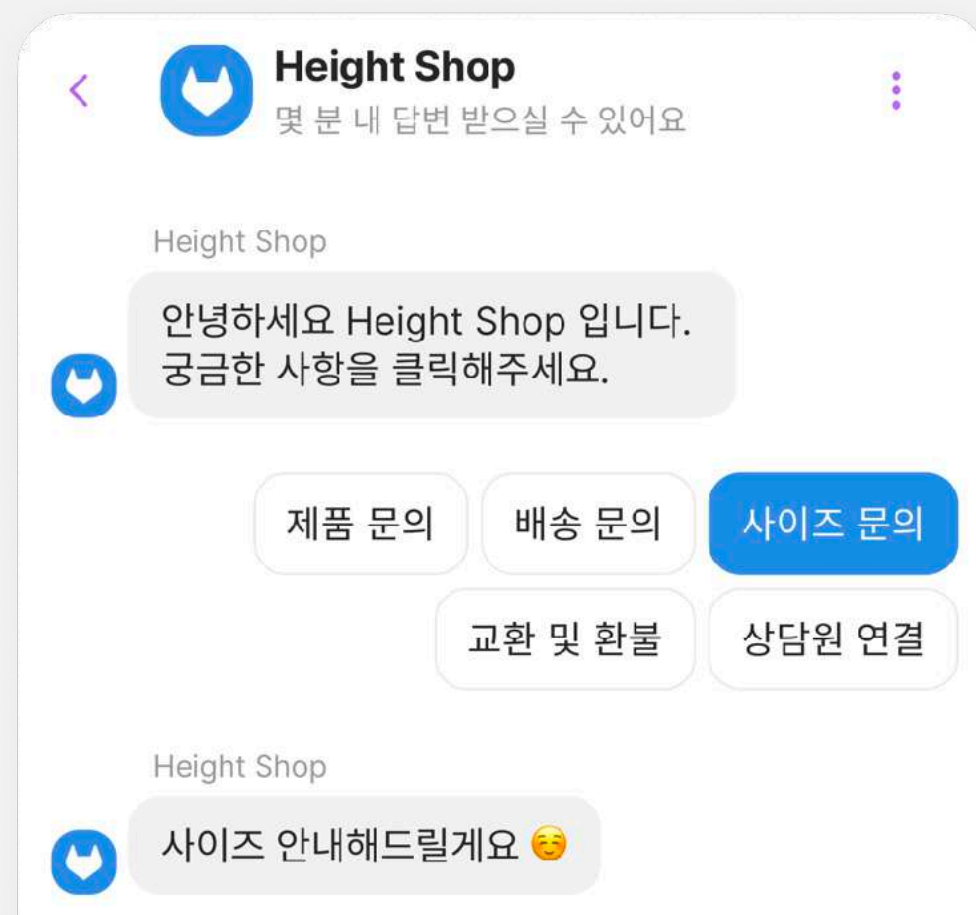 Height Shop
몇 분 내 답변 받으실 수 있어요
Height Shop
안녕하세요 Height Shop 입니다.
궁금한 사항을 클릭해주세요.
제품 문의 배송 문의 사이즈 문의
교환 및 환불 상담원 연결
Height Shop
사이즈 안내해드릴게요 ☺️